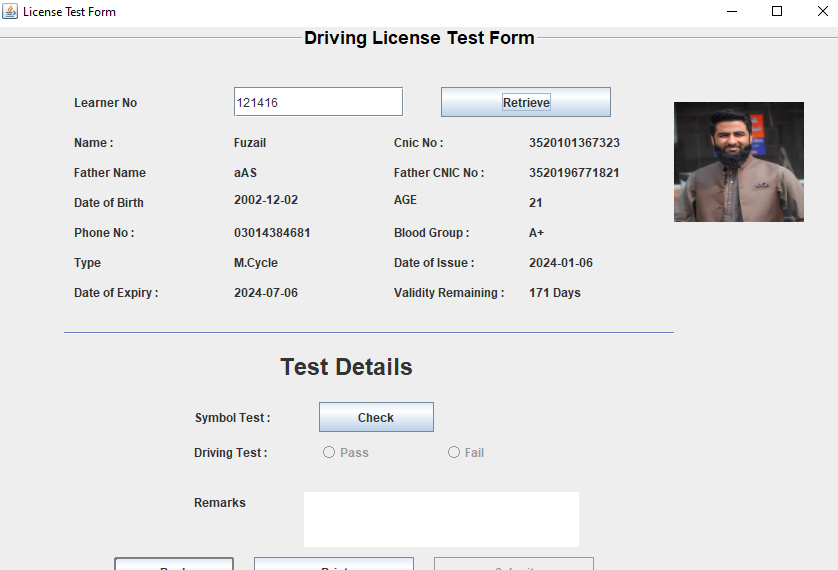 License Test Form
Driving License Test Form
Learner No 121416 Retrieve
Name : Fuzail Cnic No : 3520101367323
Father Name aAS Father CNIC No : 3520196771821
Date of Birth 2002-12-02 AGE 21
Phone No : 03014384681 Blood Group : A+
Type M.Cycle Date of Issue : 2024-01-06
Date of Expiry : 2024-07-06 Validity Remaining : 171 Days
Test Details
Symbol Test : Check
Driving Test : Pass Fail
Remarks